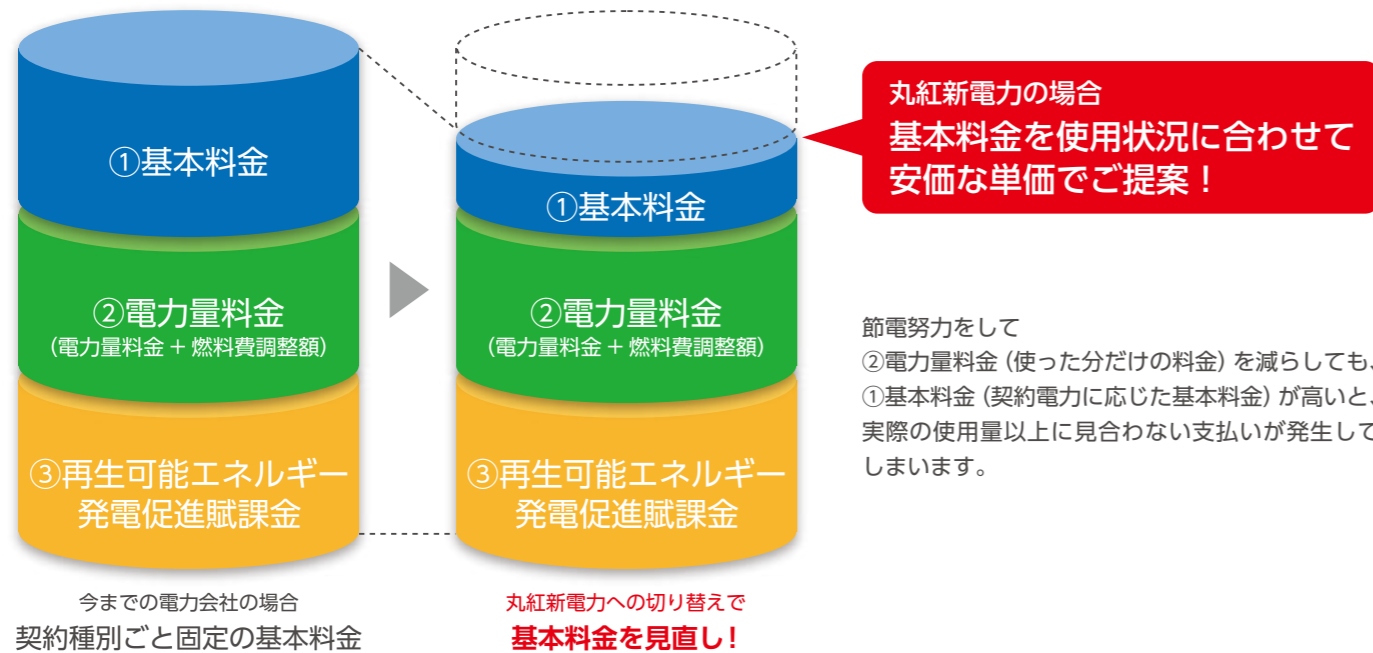 ①基本料金
②電力量料金
(電力量料金 + 燃料費調整額)
③再生可能エネルギー
発電促進賦課金
今までの電力会社の場合
契約種別ごと固定の基本料金
①基本料金
②電力量料金
(電力量料金 + 燃料費調整額)
③再生可能エネルギー
発電促進賦課金
丸紅新電力への切り替えで
基本料金を見直し！
丸紅新電力の場合
基本料金を使用状況に合わせて
安価な単価でご提案！
節電努力をして
②電力量料金 (使った分だけの料金) を減らしても、
①基本料金 (契約電力に応じた基本料金) が高いと、
実際の使用量以上に見合わない支払いが発生して
しまいます。